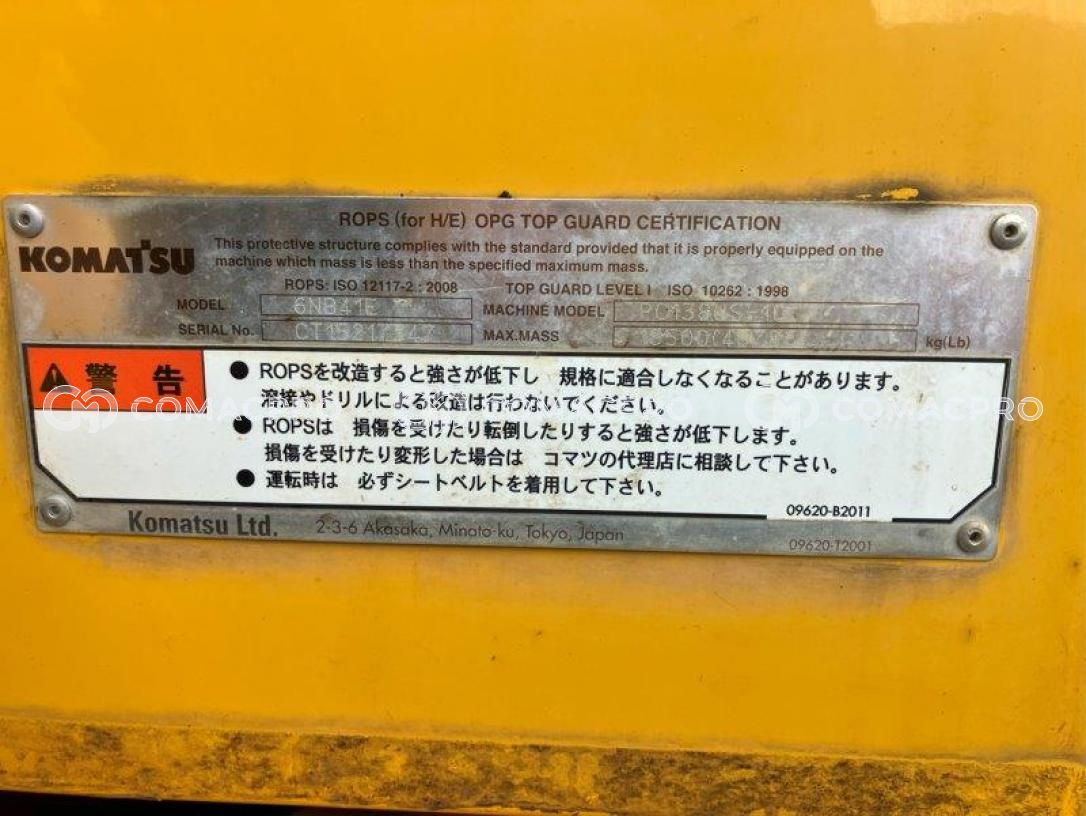 ROPS (for H/E) OPG TOP GUARD CERTIFICATION
KOMATSU
This protective structure complies with the standard provided that it is properly equipped on the
machine which mass is less than the specified maximum mass.
ROPS: ISO 12117-2 : 2008 TOP GUARD LEVEL I ISO 10262 : 1998
MODEL 6NB41E MACHINE MODEL
SERIAL No. MAX.MASS kg(Lb)
警告
● ROPSを改造すると強さが低下し 規格に適合しなくなることがあります。
溶接やドリルによる改造は行わないでください。
● ROPSは 損傷を受けたり転倒したりすると強さが低下します。
損傷を受けたり変形した場合は コマツの代理店に相談して下さい。
● 運転時は 必ずシートベルトを着用して下さい。
09620-B2011
Komatsu Ltd. 2-3-6 Akasaka, Minato-ku, Tokyo, Japan
09620-T2001
COMACPRO
COMACPRO